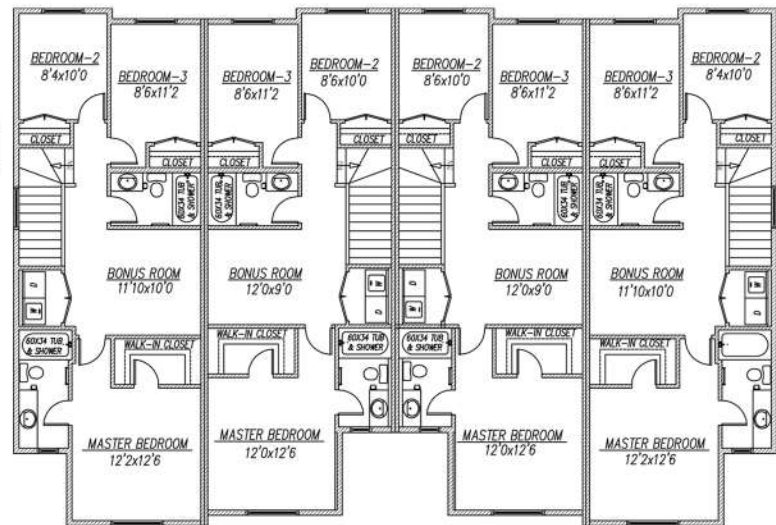 BEDROOM-2
8'4x10'0
BEDROOM-3
8'6x11'2
BEDROOM-3
8'6x11'2
BEDROOM-2
8'6x10'0
BEDROOM-2
8'6x10'0
BEDROOM-3
8'6x11'2
BEDROOM-3
8'6x11'2
BEDROOM-2
8'4x10'0
CLOSET
CLOSET
CLOSET
CLOSET
CLOSET
CLOSET
CLOSET
CLOSET
60X34 TUB
& SHOWER
60X34 TUB
& SHOWER
60X34 TUB
& SHOWER
60X34 TUB
& SHOWER
BONUS ROOM
11'10x10'0
BONUS ROOM
12'0x9'0
BONUS ROOM
12'0x9'0
BONUS ROOM
11'10x10'0
60X34 TUB
& SHOWER
WALK-IN CLOSET
WALK-IN CLOSET
60X34 TUB
& SHOWER
60X34 TUB
& SHOWER
WALK-IN CLOSET
WALK-IN CLOSET
MASTER BEDROOM
12'2x12'6
MASTER BEDROOM
12'0x12'6
MASTER BEDROOM
12'0x12'6
MASTER BEDROOM
12'2x12'6